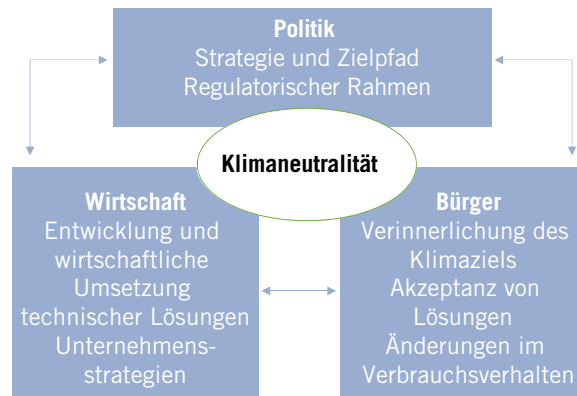 Politik
Strategie und Zielpfad
Regulatorischer Rahmen
Klimaneutralität
Wirtschaft
Entwicklung und
wirtschaftliche
Umsetzung
technischer Lösungen
Unternehmens-
strategien
Bürger
Verinnerlichung des
Klimaziels
Akzeptanz von
Lösungen
Änderungen im
Verbrauchsverhalten